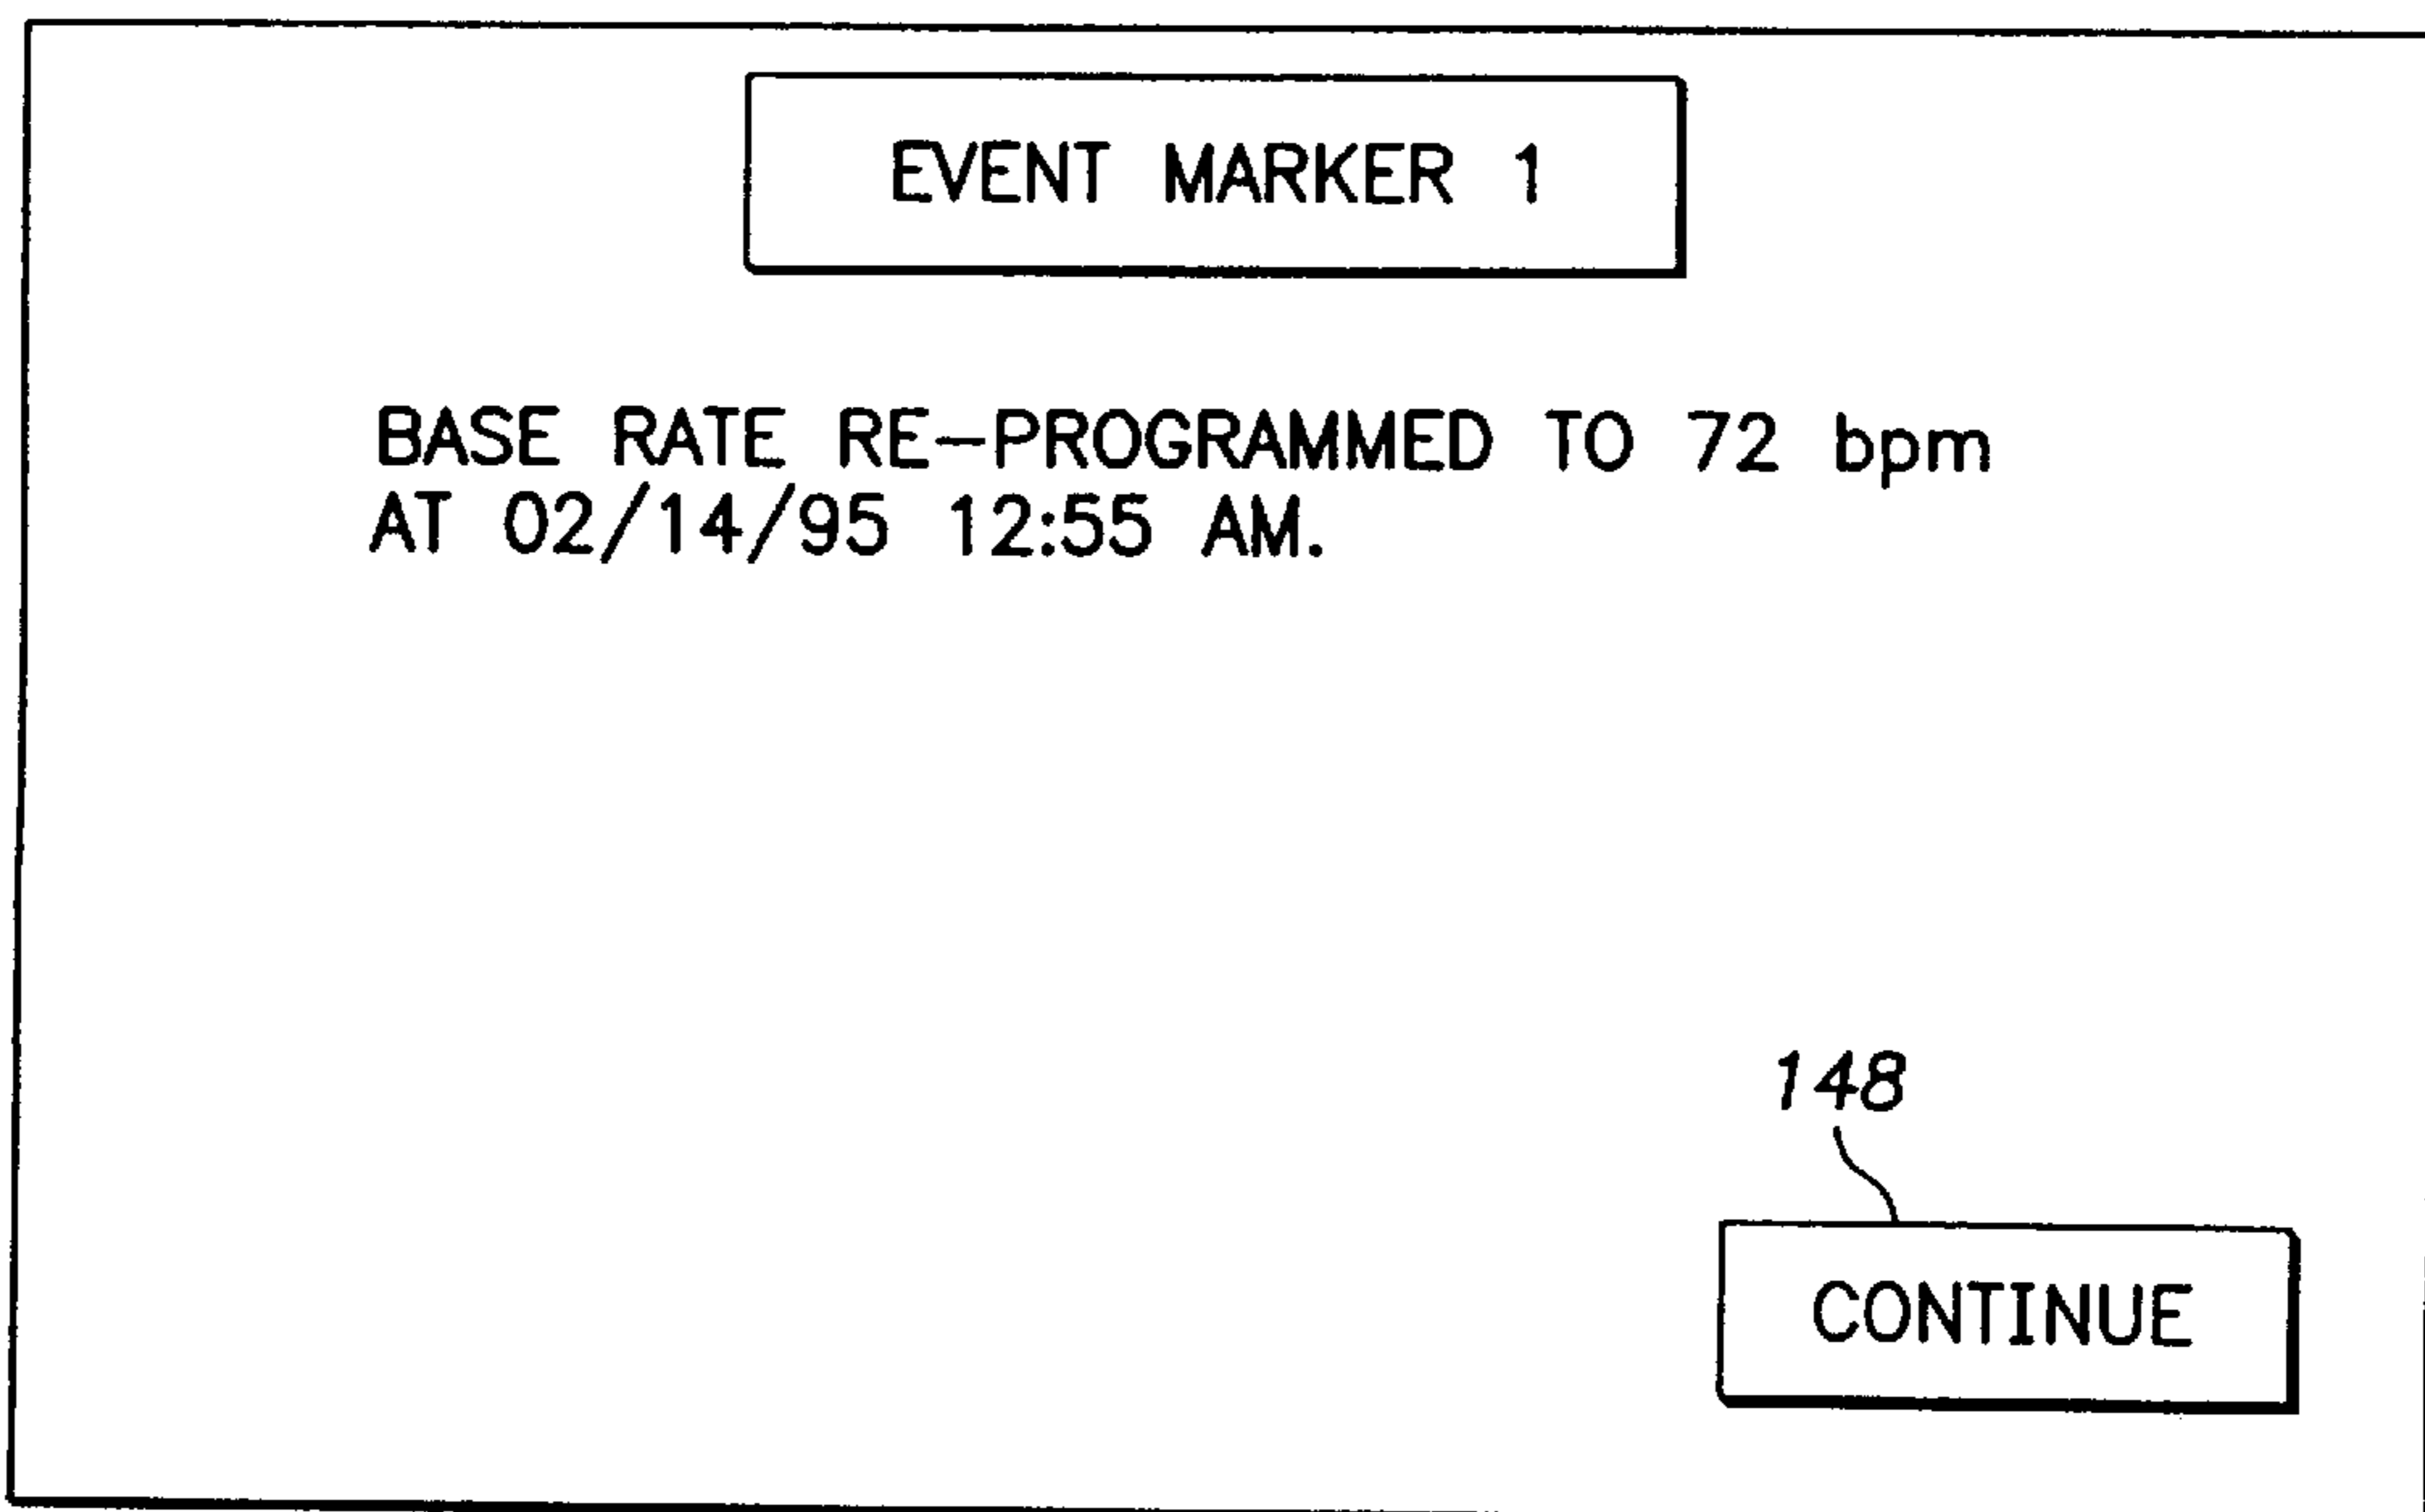 EVENT MARKER 1
BASE RATE RE-PROGRAMMED TO 72 bpm
AT 02/14/95 12:55 AM.
148
CONTINUE